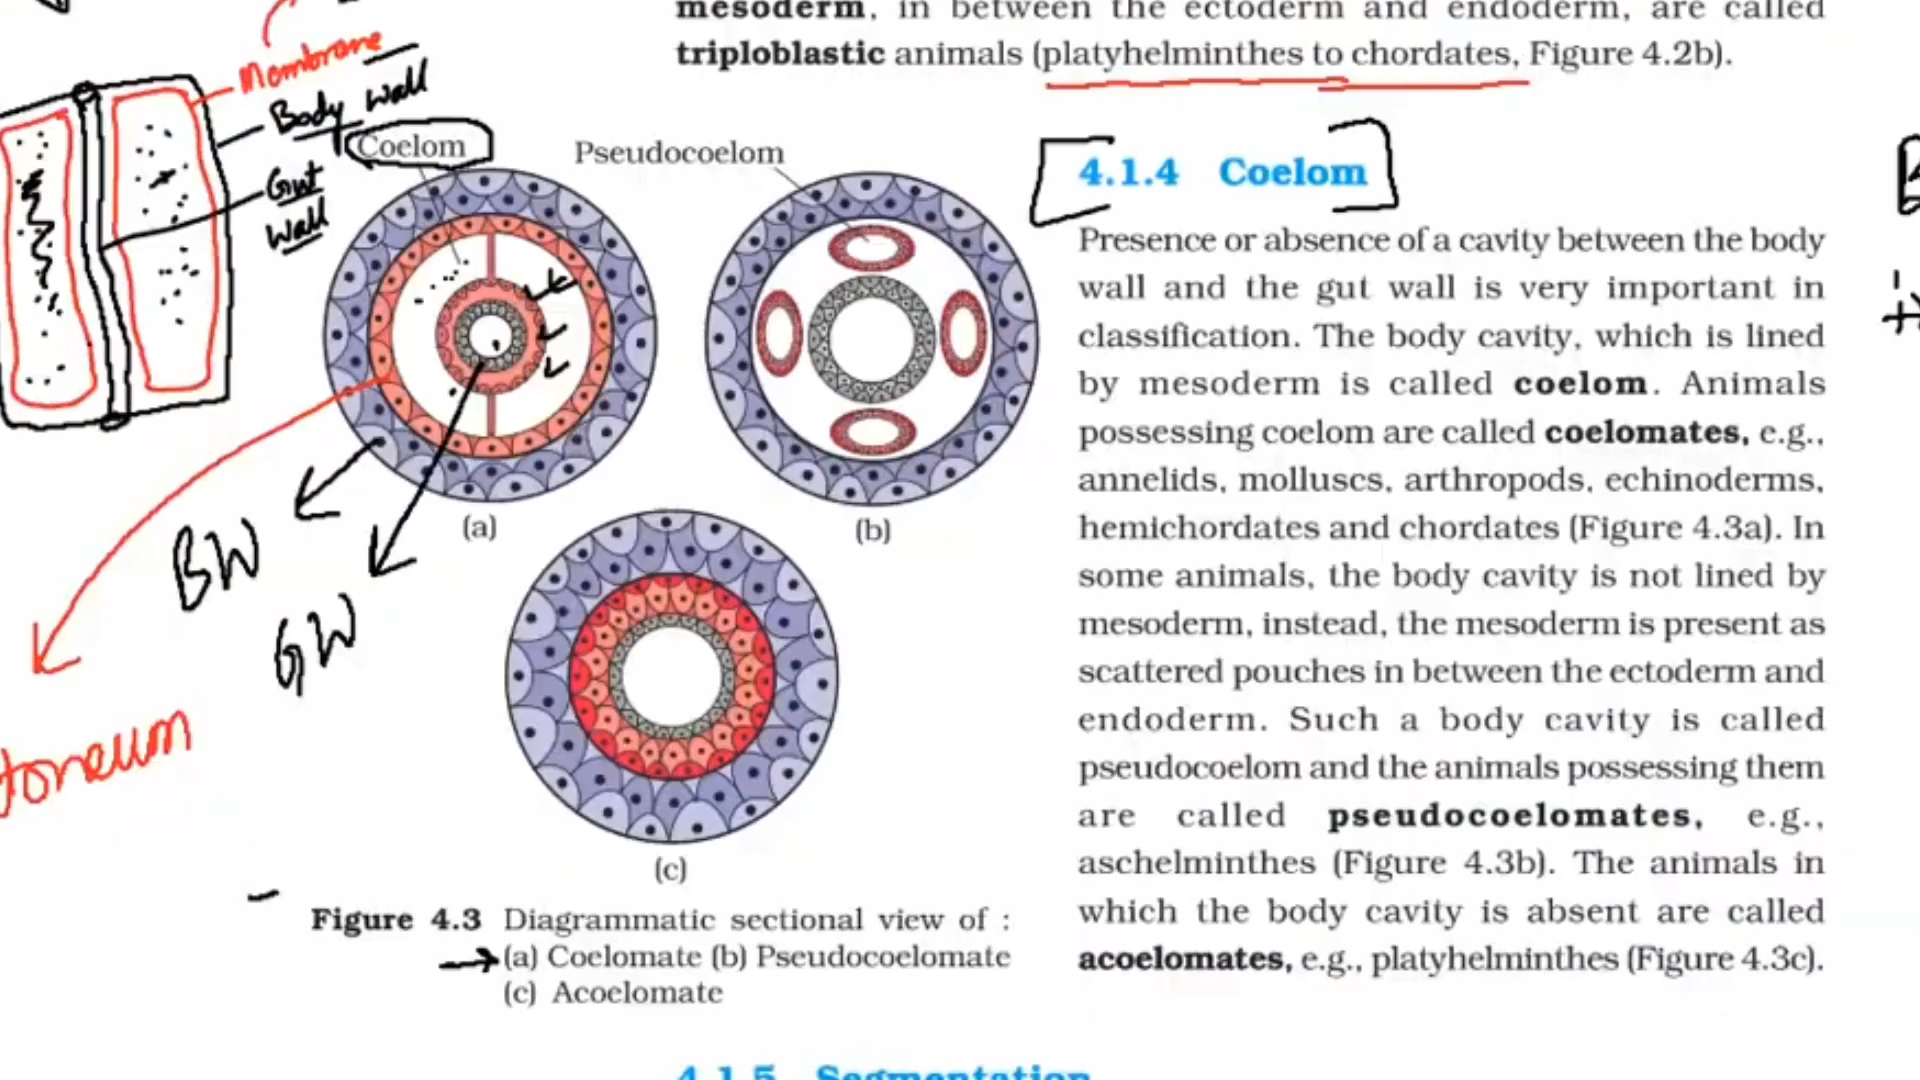 mesoderm, in between the ectoderm and endoderm, are called
triploblastic animals (platyhelminthes to chordates, Figure 4.2b).
Membrane
Body wall
Gut
wall
Coelom
Pseudocoelom
(a)
(b)
BW
GW
toneum
(c)
Figure 4.3 Diagrammatic sectional view of :
(a) Coelomate (b) Pseudocoelomate
(c) Acoelomate
4.1.4 Coelom
Presence or absence of a cavity between the body
wall and the gut wall is very important in
classification. The body cavity, which is lined
by mesoderm is called coelom. Animals
possessing coelom are called coelomates, e.g.,
annelids, molluscs, arthropods, echinoderms,
hemichordates and chordates (Figure 4.3a). In
some animals, the body cavity is not lined by
mesoderm, instead, the mesoderm is present as
scattered pouches in between the ectoderm and
endoderm. Such a body cavity is called
pseudocoelom and the animals possessing them
are called pseudocoelomates, e.g.,
aschelminthes (Figure 4.3b). The animals in
which the body cavity is absent are called
acoelomates, e.g., platyhelminthes (Figure 4.3c).
4.1.5 Segmentation